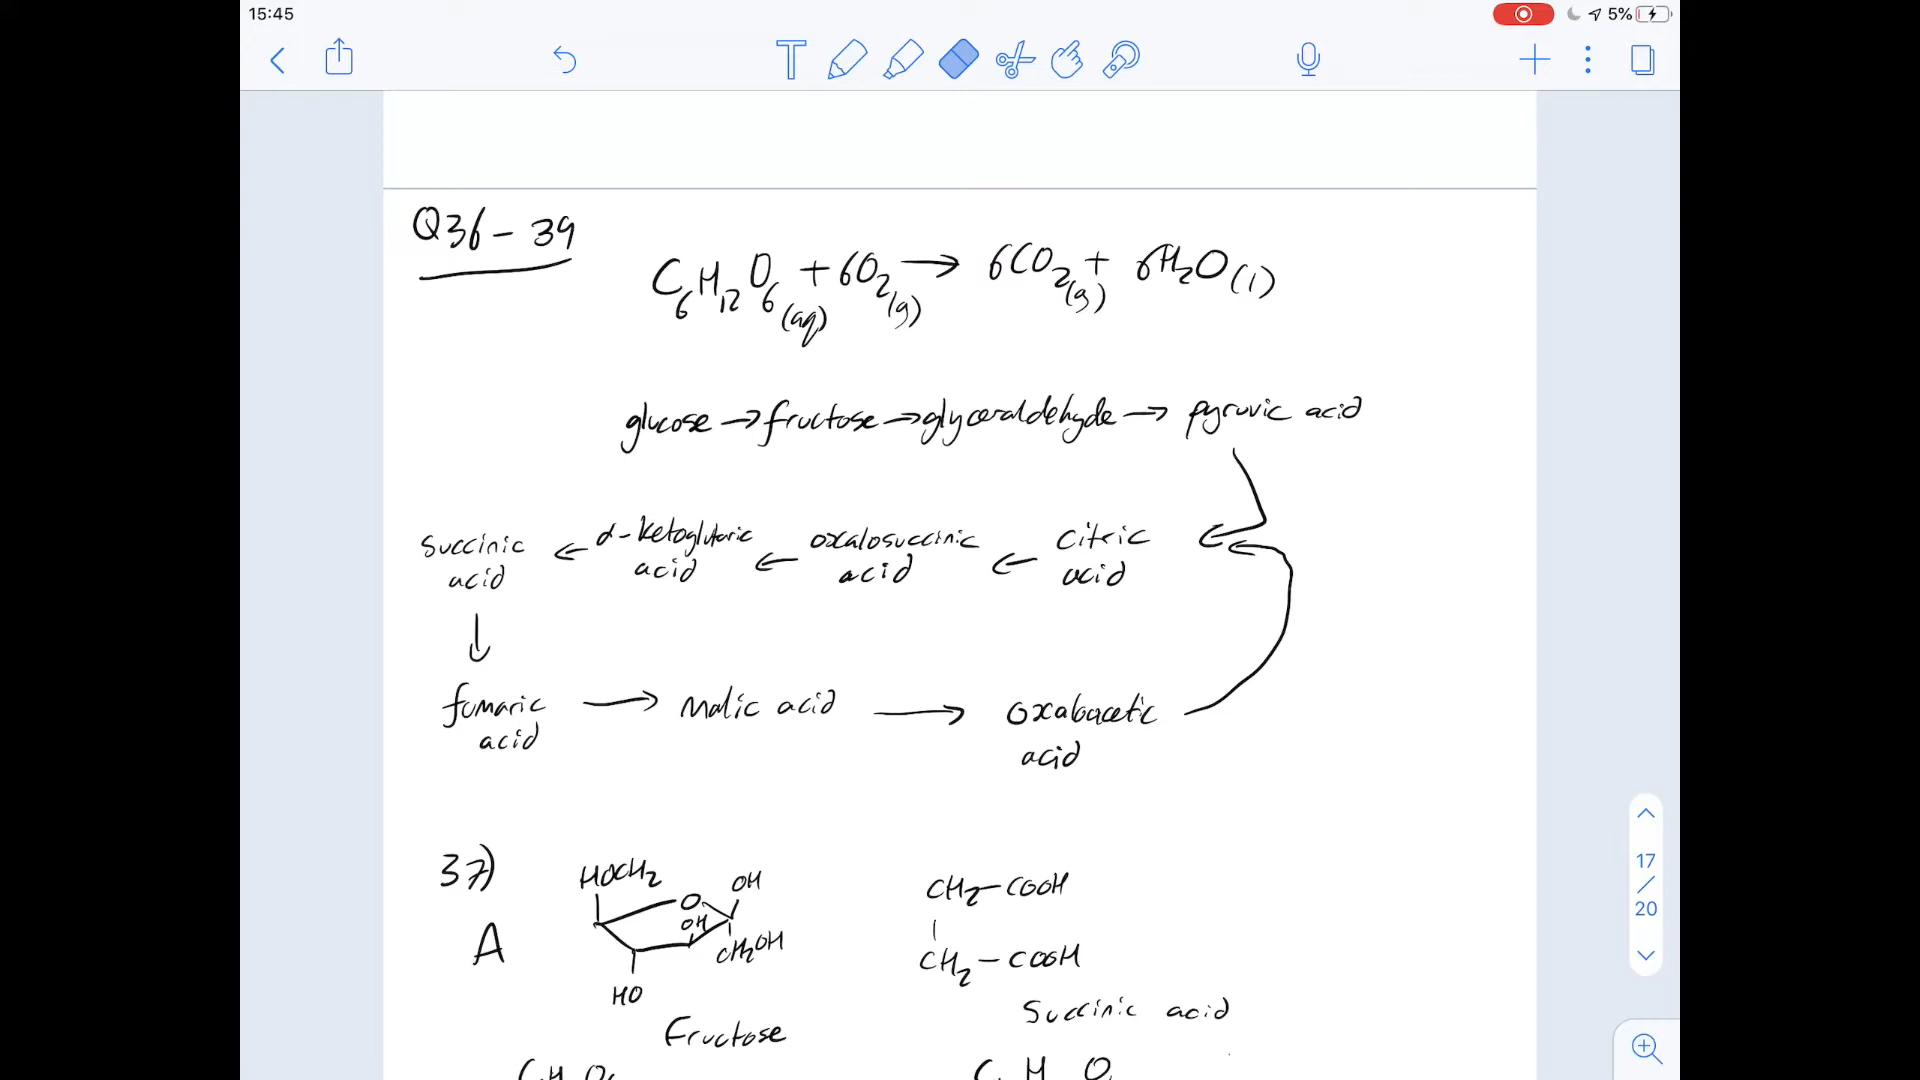 15:45
5%
Q36-39
C6H12O6(aq) + 6O2(g) → 6CO2(g) + 6H2O(l)
glucose → fructose → glyceraldehyde → pyruvic acid
succinic acid ← α-ketoglutaric acid ← oxalosuccinic acid ← citric acid
fumaric acid → Malic acid → oxaloacetic acid
37)
A
HOCH2
O
OH
OH
CH2OH
HO
Fructose
CH2-COOH
CH2-COOH
Succinic acid
17
/
20